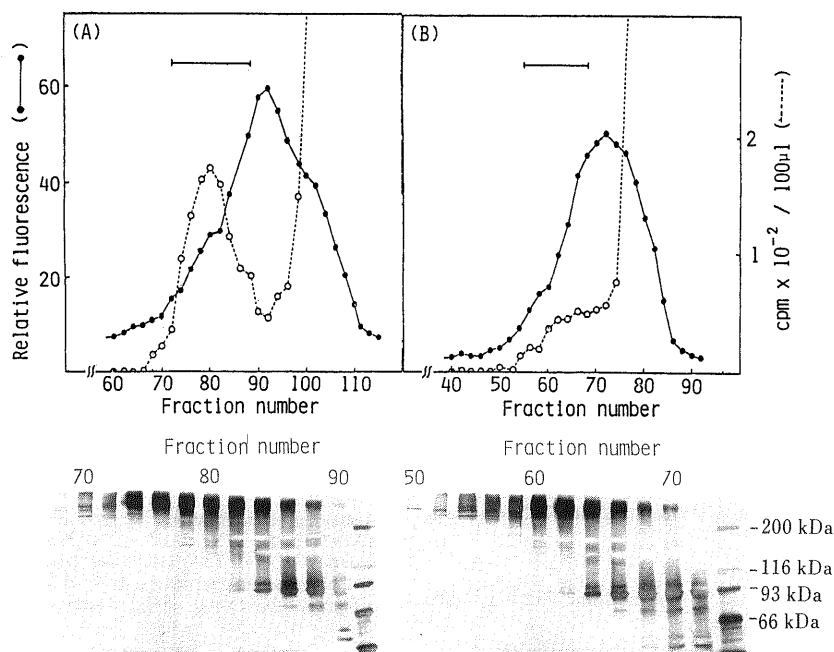 (A)
(B)
Relative fluorescence (●—●)
60
40
20
60 70 80 90 100 110
Fraction number
40 50 60 70 80 90
Fraction number
2
1
cpm x 10⁻² / 100µl (-----)
Fraction number
70 80 90
Fraction number
50 60 70
-200 kDa
-116 kDa
-93 kDa
-66 kDa